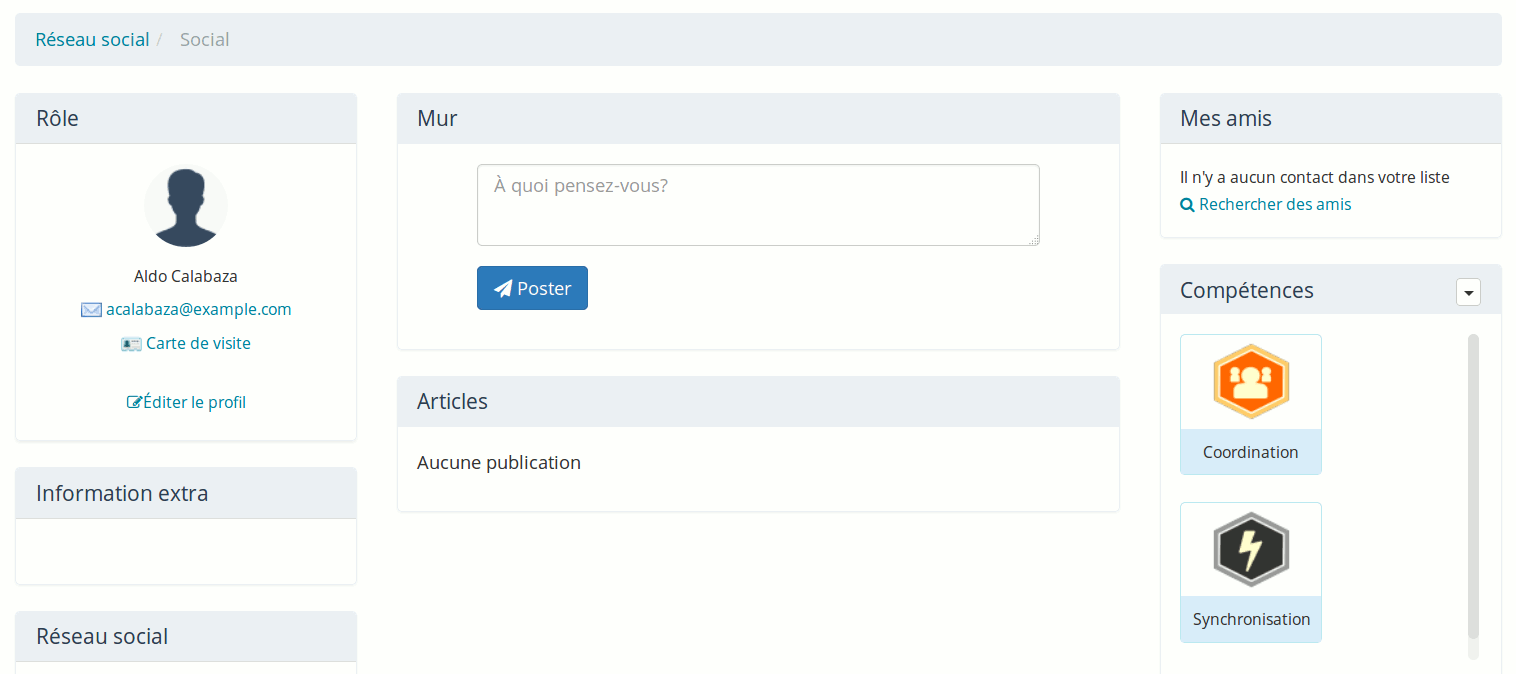 Réseau social / Social
Rôle
Aldo Calabaza
acalabaza@example.com
Carte de visite
Éditer le profil
Information extra
Réseau social
Mur
À quoi pensez-vous?
Poster
Articles
Aucune publication
Mes amis
Il n'y a aucun contact dans votre liste
Rechercher des amis
Compétences
Coordination
Synchronisation